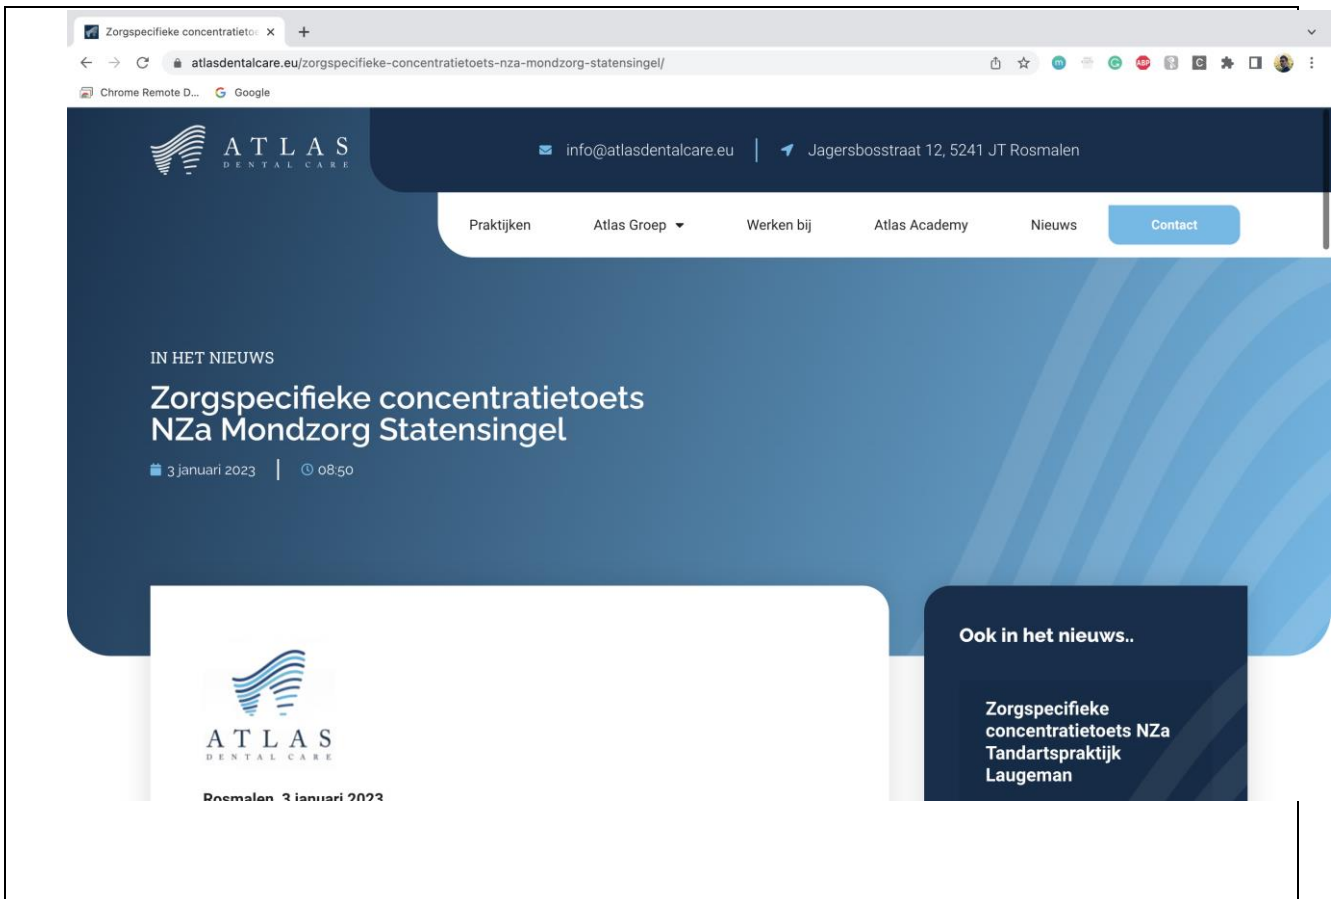 Zorgspecifieke concentratietoe
atlasdentalcare.eu/zorgspecifieke-concentratietoets-nza-mondzorg-statensingel/
Chrome Remote D... Google
ATLAS
DENTAL CARE
info@atlasdentalcare.eu Jagersbosstraat 12, 5241 JT Rosmalen
Praktijken Atlas Groep Werken bij Atlas Academy Nieuws Contact
IN HET NIEUWS
Zorgspecifieke concentratietoets
NZa Mondzorg Statensingel
3 januari 2023 08:50
ATLAS
DENTAL CARE
Rosmalen, 3 januari 2023
Ook in het nieuws..
Zorgspecifieke
concentratietoets NZa
Tandartspraktijk
Laugeman